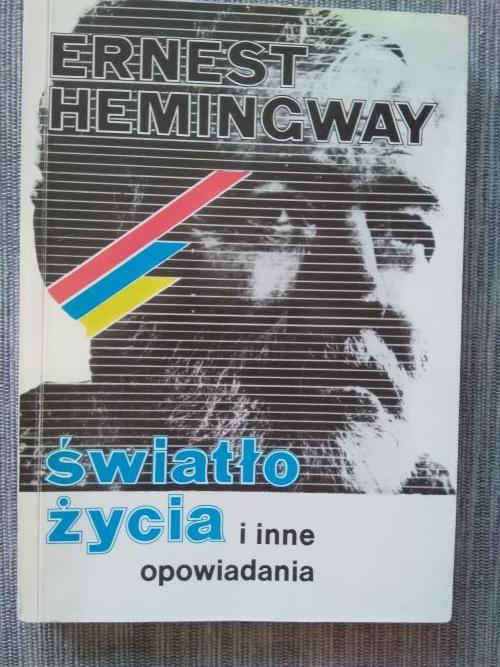 ERNEST
HEMINGWAY
światło
życia i inne
opowiadania